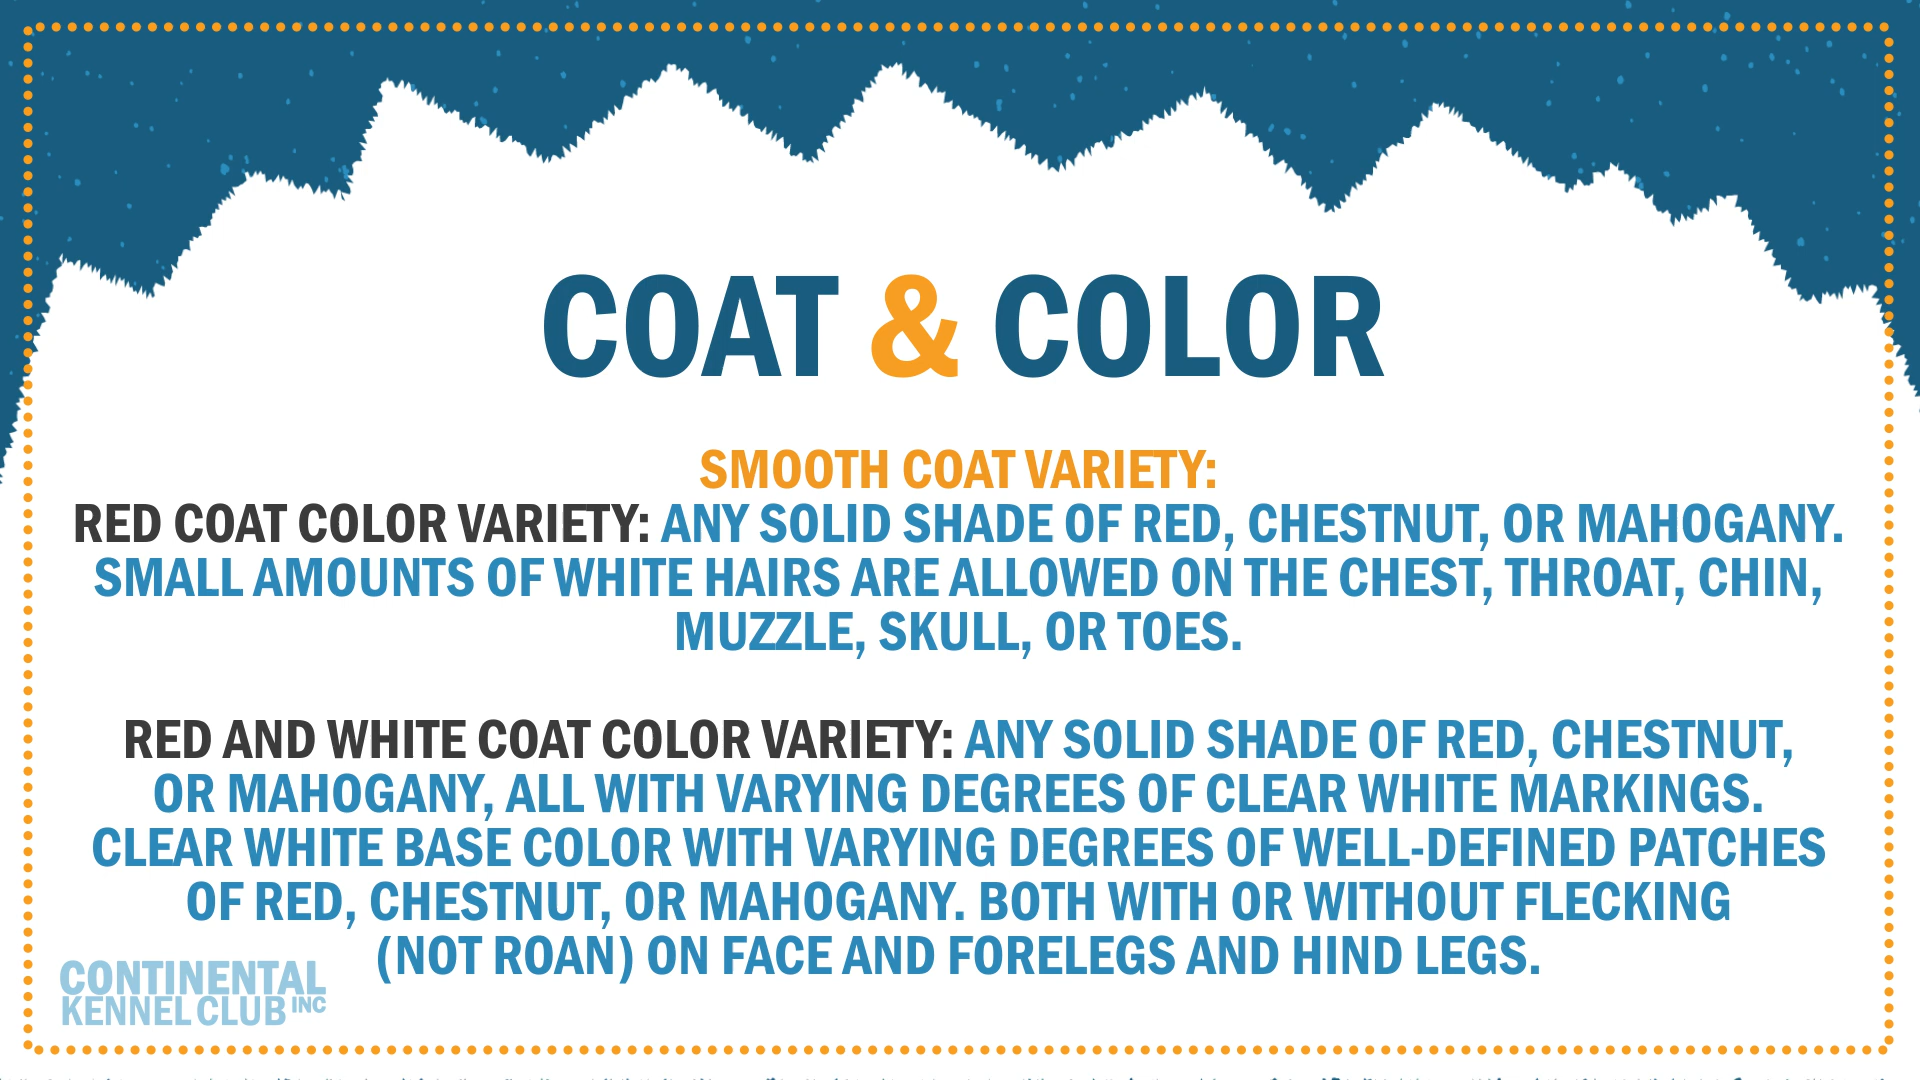 COAT & COLOR
SMOOTH COAT VARIETY:
RED COAT COLOR VARIETY: ANY SOLID SHADE OF RED, CHESTNUT, OR MAHOGANY.
SMALL AMOUNTS OF WHITE HAIRS ARE ALLOWED ON THE CHEST, THROAT, CHIN,
MUZZLE, SKULL, OR TOES.
RED AND WHITE COAT COLOR VARIETY: ANY SOLID SHADE OF RED, CHESTNUT,
OR MAHOGANY, ALL WITH VARYING DEGREES OF CLEAR WHITE MARKINGS.
CLEAR WHITE BASE COLOR WITH VARYING DEGREES OF WELL-DEFINED PATCHES
OF RED, CHESTNUT, OR MAHOGANY. BOTH WITH OR WITHOUT FLECKING
(NOT ROAN) ON FACE AND FORELEGS AND HIND LEGS.
CONTINENTAL
KENNEL CLUB INC